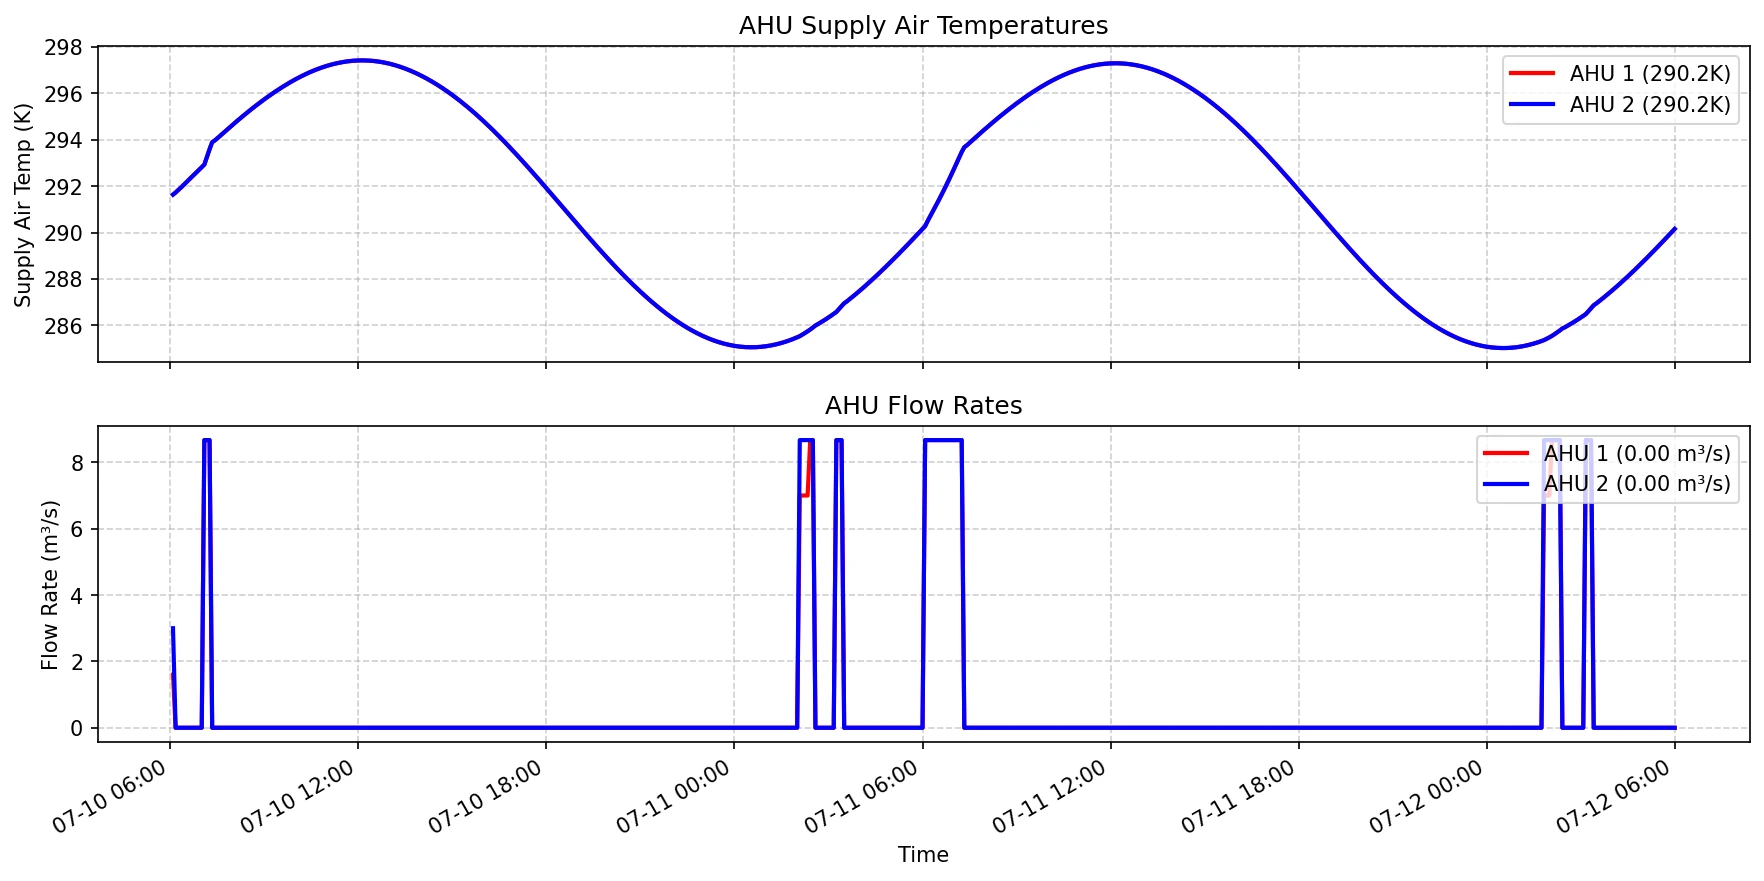 AHU Supply Air Temperatures
Supply Air Temp (K)
298
296
294
292
290
288
286
AHU 1 (290.2K)
AHU 2 (290.2K)
AHU Flow Rates
Flow Rate (m³/s)
8
6
4
2
0
AHU 1 (0.00 m³/s)
AHU 2 (0.00 m³/s)
07-10 06:00
07-10 12:00
07-10 18:00
07-11 00:00
07-11 06:00
07-11 12:00
07-11 18:00
07-12 00:00
07-12 06:00
Time